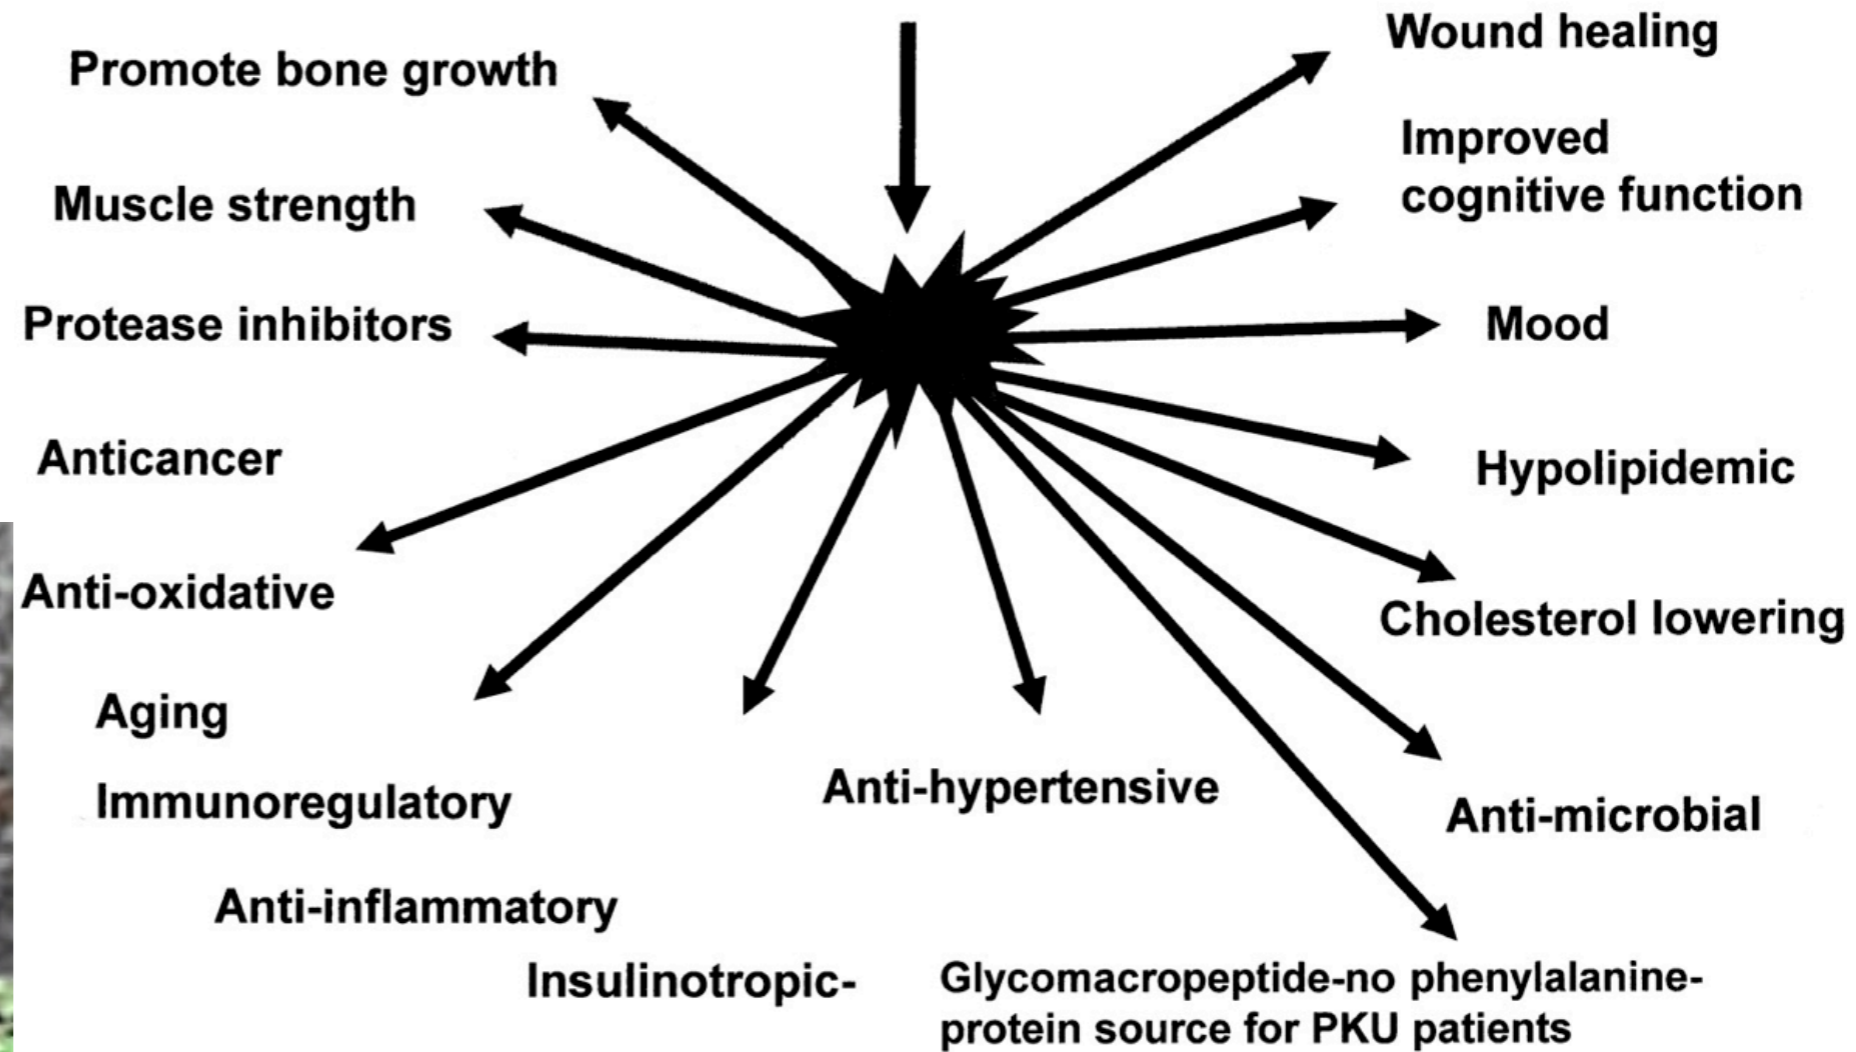 Promote bone growth
Muscle strength
Protease inhibitors
Anticancer
Anti-oxidative
Aging
Immunoregulatory
Anti-inflammatory
Insulinotropic-
Anti-hypertensive
Wound healing
Improved
cognitive function
Mood
Hypolipidemic
Cholesterol lowering
Anti-microbial
Glycomacropeptide-no phenylalanine-
protein source for PKU patients